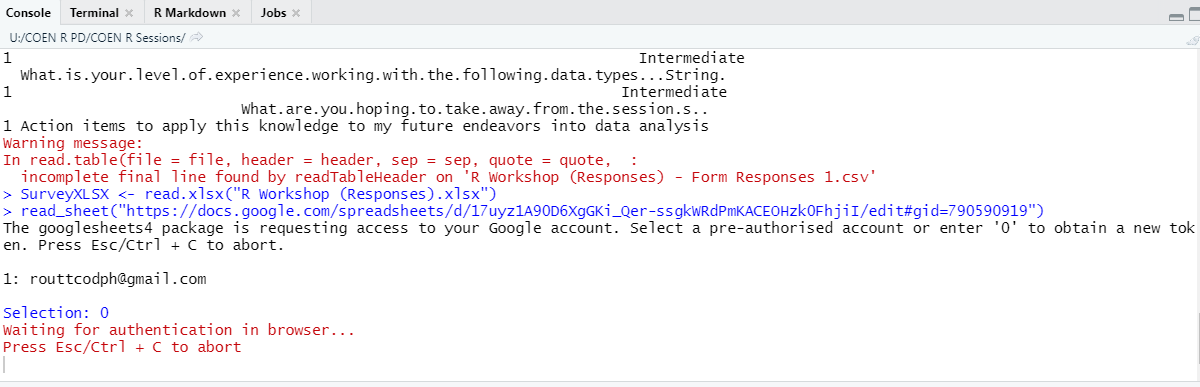 Console Terminal × R Markdown × Jobs ×
U:/COEN R PD/COEN R Sessions/
1 Intermediate
What.is.your.level.of.experience.working.with.the.following.data.types...String.
1 Intermediate
What.are.you.hoping.to.take.away.from.the.session.s..
1 Action items to apply this knowledge to my future endeavors into data analysis
Warning message:
In read.table(file = file, header = header, sep = sep, quote = quote,  :
incomplete final line found by readTableHeader on 'R Workshop (Responses) - Form Responses 1.csv'
> SurveyXLSX <- read.xlsx("R Workshop (Responses).xlsx")
> read_sheet("https://docs.google.com/spreadsheets/d/17uyz1A90D6XgGKi_Qer-ssgkWRdPmKACEOHzk0FhjiI/edit#gid=790590919")
The googlesheets4 package is requesting access to your Google account. Select a pre-authorised account or enter '0' to obtain a new tok
en. Press Esc/Ctrl + C to abort.
1: routtcodph@gmail.com
Selection: 0
Waiting for authentication in browser...
Press Esc/Ctrl + C to abort